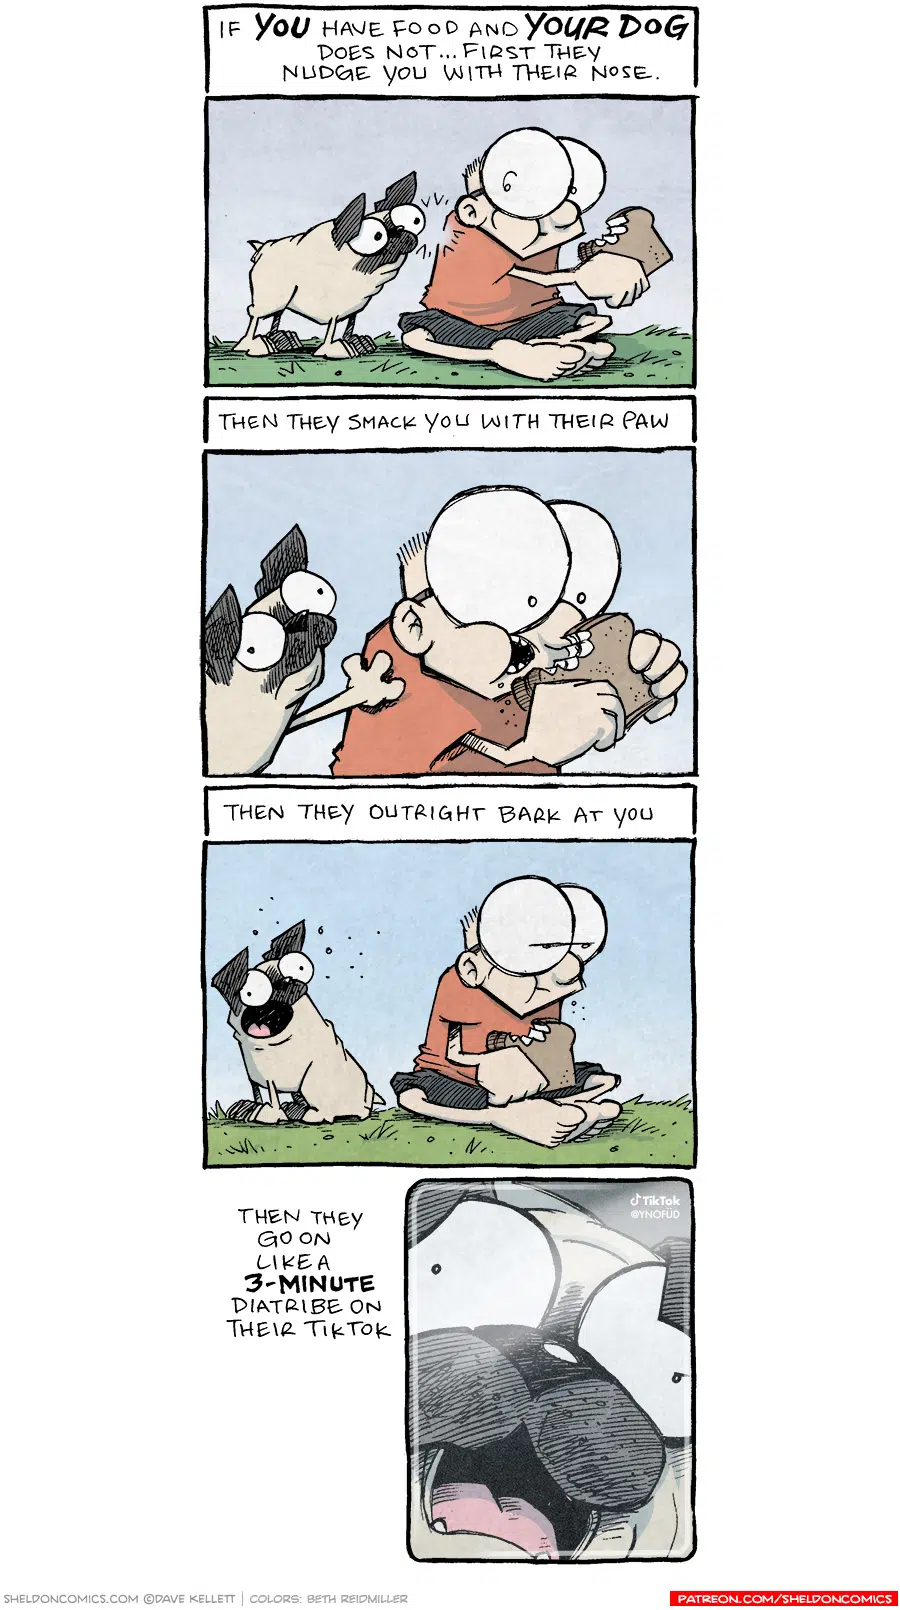 IF YOU HAVE FOOD AND YOUR DOG
DOES NOT... FIRST THEY
NUDGE YOU WITH THEIR NOSE.
THEN THEY SMACK YOU WITH THEIR PAW
THEN THEY OUTRIGHT BARK AT YOU
THEN THEY
GO ON
LIKE A
3-MINUTE
DIATRIBE ON
THEIR TIKTOK
TikTok
@YNOFÜD
SHELDONCOMICS.COM ©DAVE KELLETT | COLORS: BETH REIDMILLER
PATREON.COM/SHELDONCOMICS